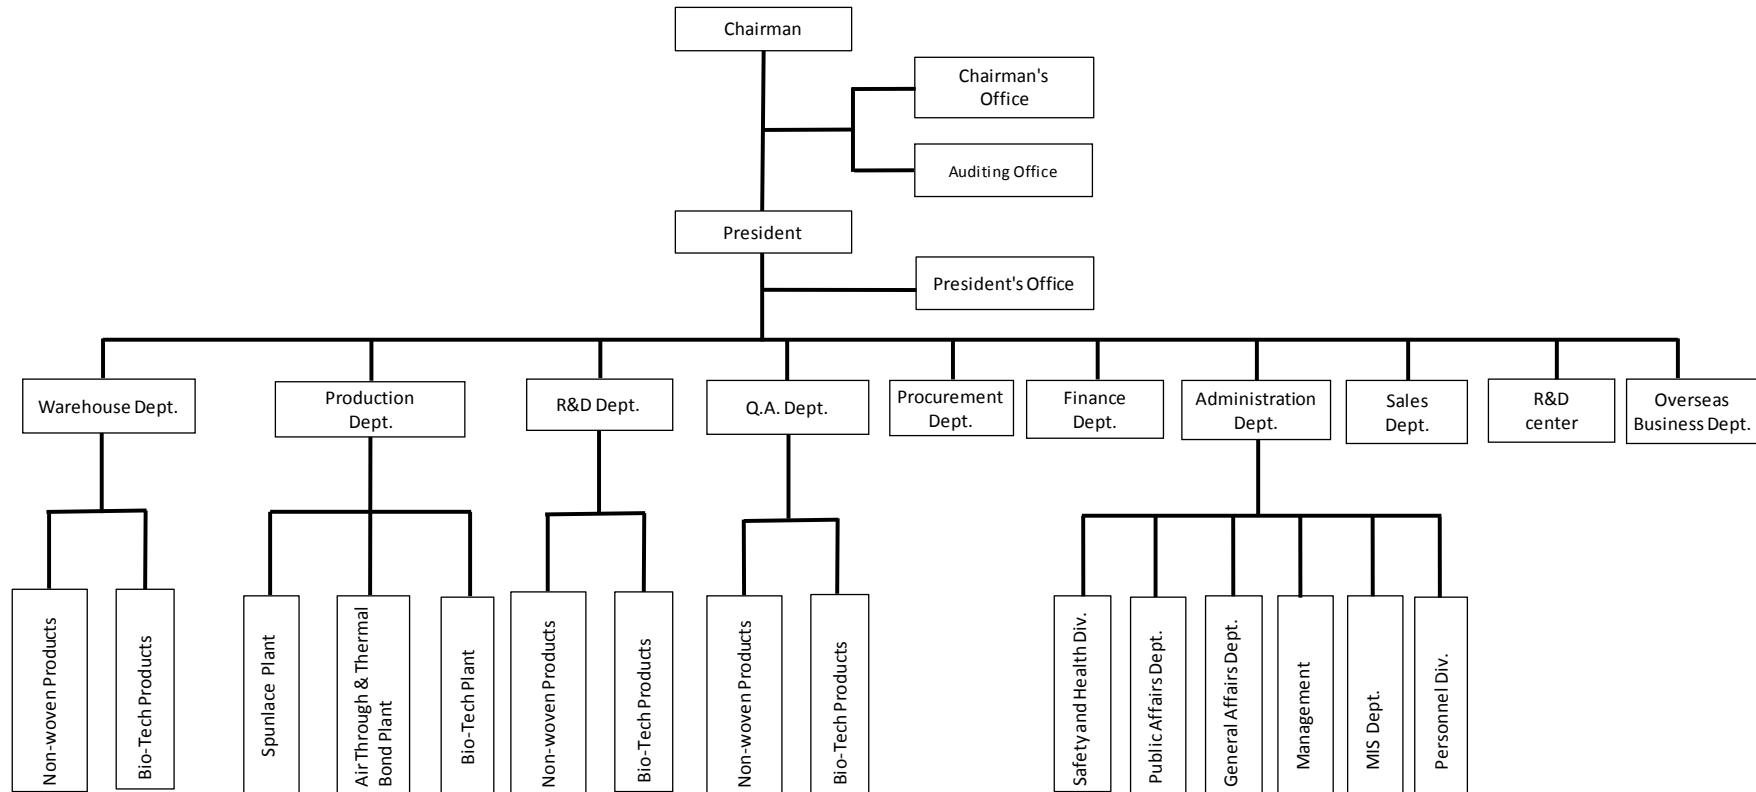 Chairman
Chairman's
Office
Auditing Office
President
President's Office
Warehouse Dept.
Production
Dept.
R&D Dept.
Q.A. Dept.
Procurement
Dept.
Finance
Dept.
Administration
Dept.
Sales
Dept.
R&D
center
Overseas
Business Dept.
Non-woven Products
Bio-Tech Products
Spunlace Plant
Air Through & Thermal
Bond Plant
Bio-Tech Plant
Non-woven Products
Bio-Tech Products
Non-woven Products
Bio-Tech Products
Safety and Health Div.
Public Affairs Dept.
General Affairs Dept.
Management
MIS Dept.
Personnel Div.